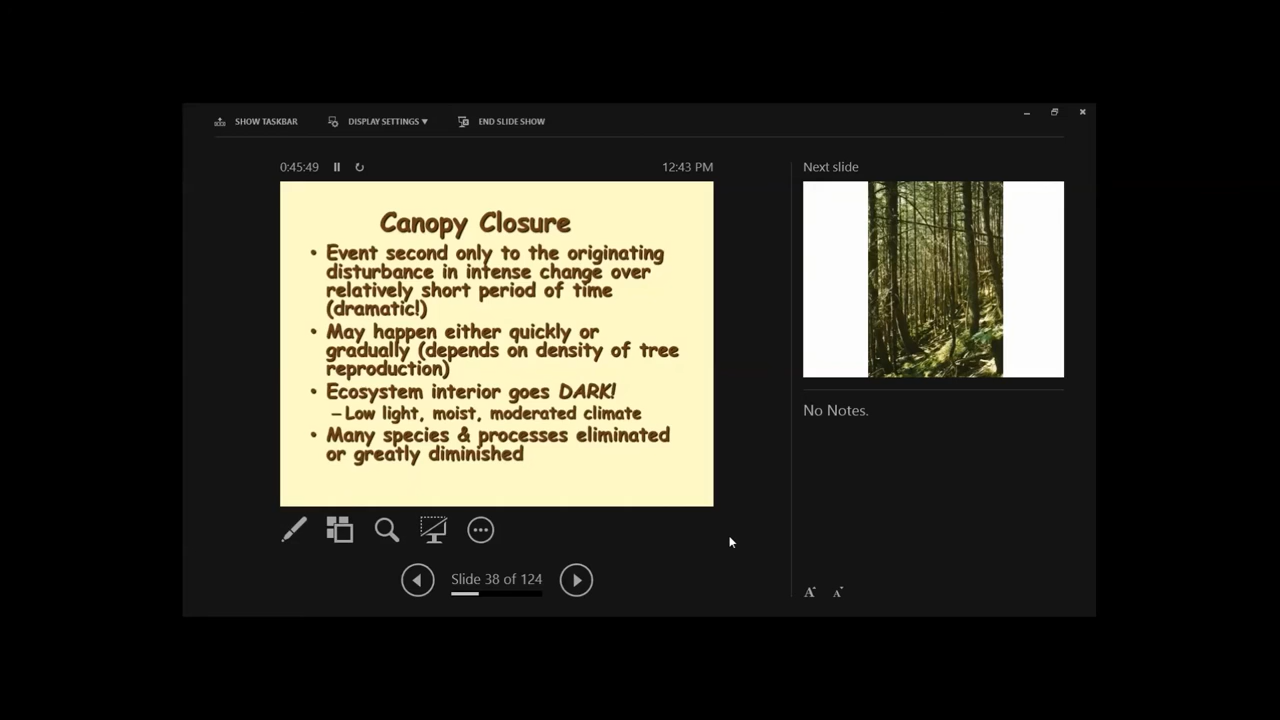 SHOW TASKBAR
DISPLAY SETTINGS ▼
END SLIDE SHOW
0:45:49
12:43 PM
Canopy Closure
• Event second only to the originating
disturbance in intense change over
relatively short period of time
(dramatic!)
• May happen either quickly or
gradually (depends on density of tree
reproduction)
• Ecosystem interior goes DARK!
– Low light, moist, moderated climate
• Many species & processes eliminated
or greatly diminished
Slide 38 of 124
Next slide
No Notes.
A A